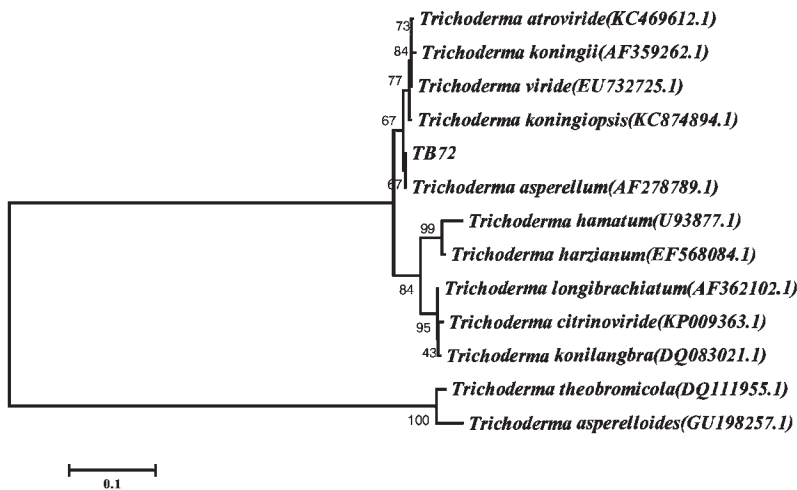 73
Trichoderma atroviride(KC469612.1)
84
Trichoderma koningii(AF359262.1)
77
Trichoderma viride(EU732725.1)
67
Trichoderma koningiopsis(KC874894.1)
TB72
67
Trichoderma asperellum(AF278789.1)
99
Trichoderma hamatum(U93877.1)
Trichoderma harzianum(EF568084.1)
84
Trichoderma longibrachiatum(AF362102.1)
95
Trichoderma citrinoviride(KP009363.1)
43
Trichoderma konilangbra(DQ083021.1)
Trichoderma theobromicola(DQ111955.1)
100
Trichoderma asperelloides(GU198257.1)
0.1